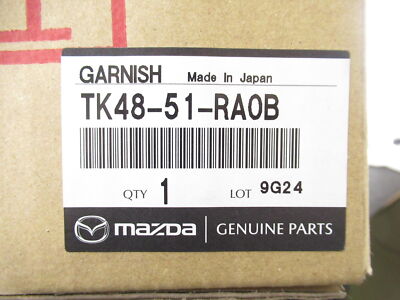 GARNISH Made In Japan
TK48-51-RA0B
QTY 1 LOT 9G24
mazda GENUINE PARTS